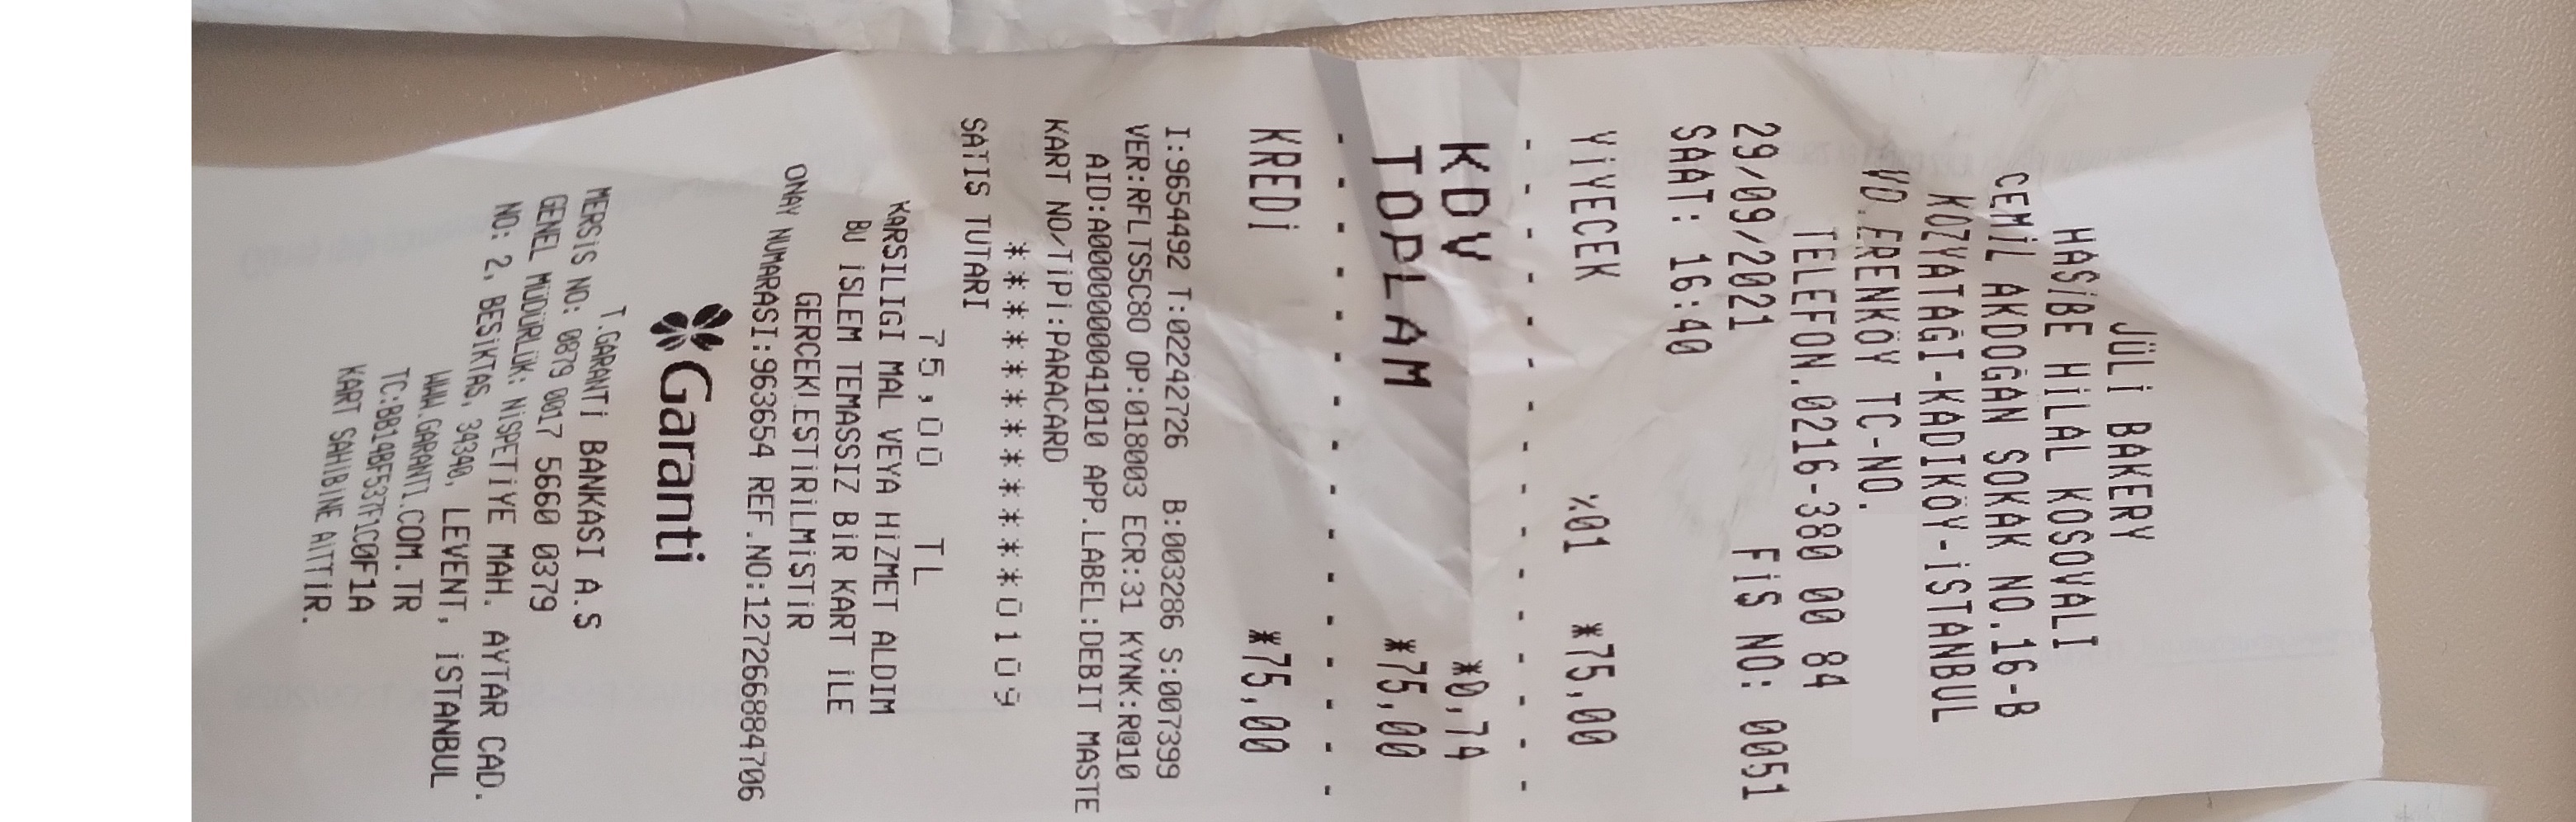 JÜLİ BAKERY
HASİBE HİLAL KOSOVALI
CEMİL AKDOĞAN SOKAK NO.16-B
KOZYATAGI-KADIKÖY-İSTANBUL
VD.ERENKÖY TC-NO.
TELEFON.0216-380 00 84
29/09/2021 FİŞ NO: 0051
SAAT: 16:40
YİYECEK %01 *75,00
- - - - - - - - - - - - - - -
KDV *0,74
TOPLAM *75,00
- - - - - - - - - - - - - - -
KREDİ *75,00
I:9654492 T:02242726 B:003286 S:007399
VER:RFLTS5C80 OP:018003 ECR:31 KYNK:R@10
AID:A0000000041010 APP.LABEL:DEBIT MASTE
KART NO/TİPİ:PARACARD
************0109
SATIS TUTARI
75,00 TL
KARSILIGI MAL VEYA HİZMET ALDIM
BU İSLEM TEMASSIZ BİR KART İLE
GERCEKLESTİRİLMİSTİR
ONAY NUMARASI:963654 REF.NO:127266884706
Garanti
T.GARANTİ BANKASI A.S
MERSİS NO: 0879 0017 5660 0379
GENEL MÜDÜRLÜK: NİSPETİYE MAH. AYTAR CAD.
NO: 2, BESİKTAS, 34340, LEVENT, İSTANBUL
WWW.GARANTI.COM.TR
TC:BB14BF537F1C0F1A
KART SAHIBINE AİTTİR.